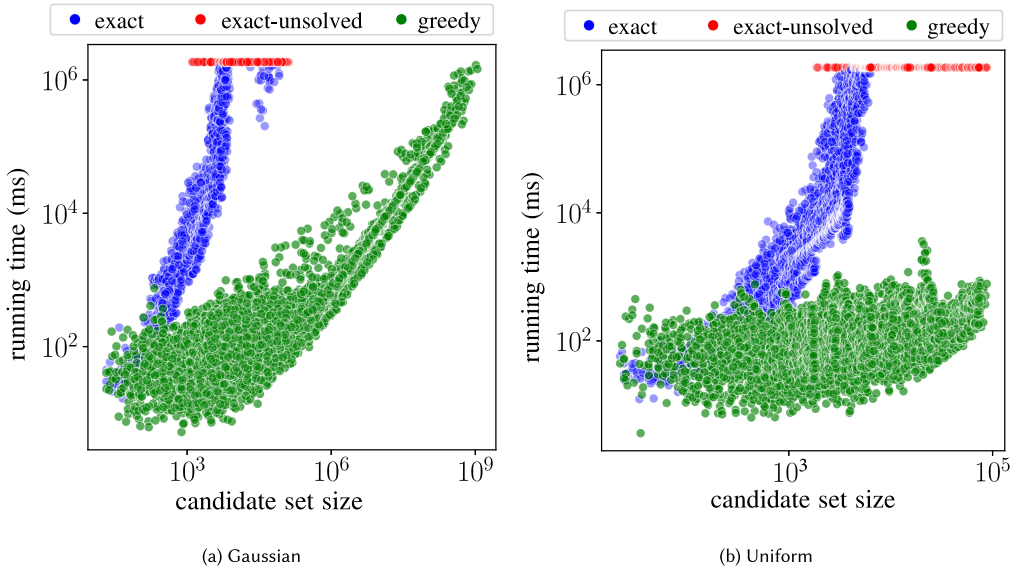 exact exact-unsolved greedy
10^6
10^4
10^2
running time (ms)
10^3 10^6 10^9
candidate set size
(a) Gaussian
exact exact-unsolved greedy
10^6
10^4
10^2
running time (ms)
10^3 10^5
candidate set size
(b) Uniform